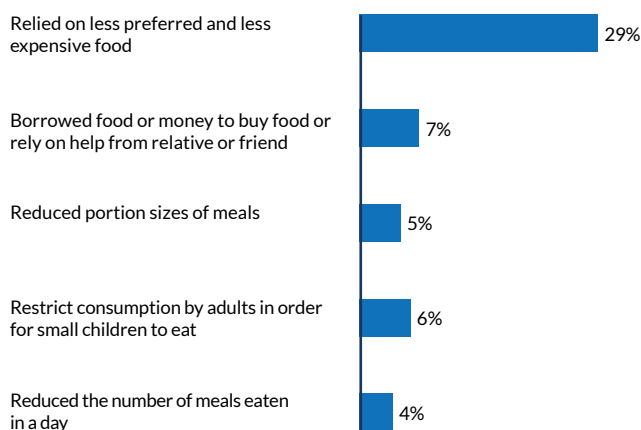 Relied on less preferred and less
expensive food
29%
Borrowed food or money to buy food or
rely on help from relative or friend
7%
Reduced portion sizes of meals
5%
Restrict consumption by adults in order
for small children to eat
6%
Reduced the number of meals eaten
in a day
4%